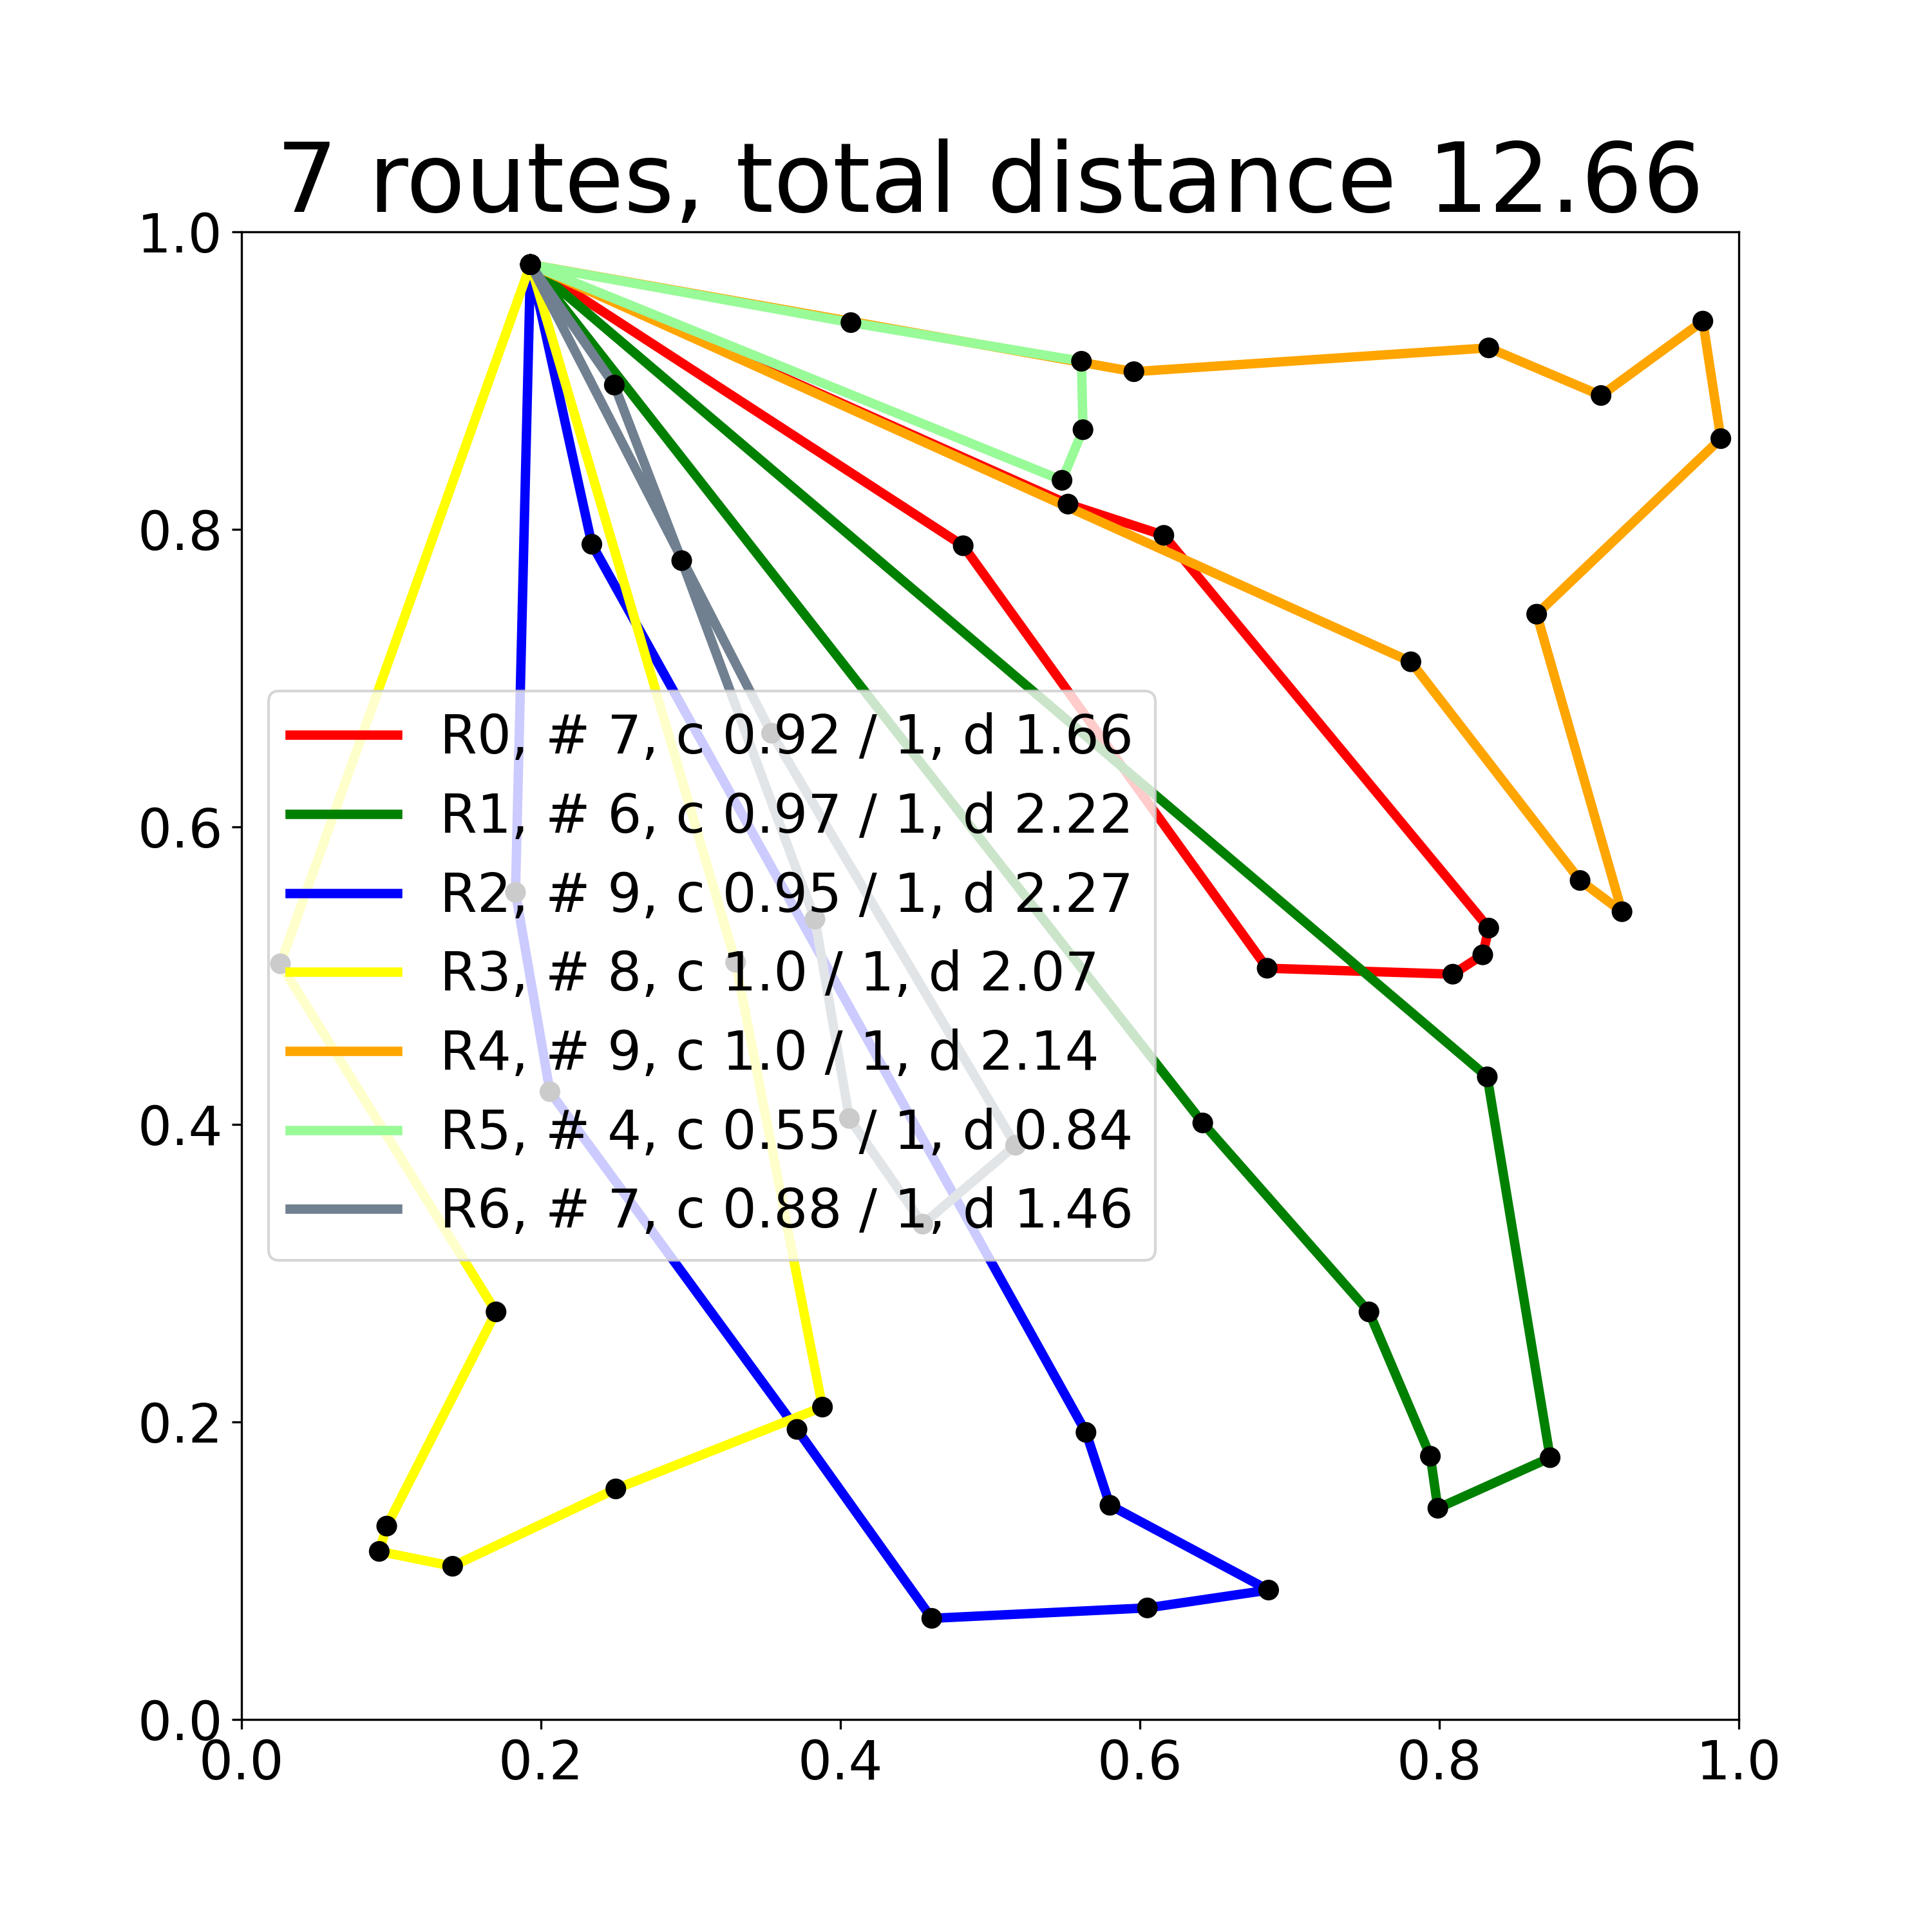 7 routes, total distance 12.66
1.0
0.8
0.6
0.4
0.2
0.0
R0, # 7, c 0.92 / 1, d 1.66
R1, # 6, c 0.97 / 1, d 2.22
R2, # 9, c 0.95 / 1, d 2.27
R3, # 8, c 1.0 / 1, d 2.07
R4, # 9, c 1.0 / 1, d 2.14
R5, # 4, c 0.55 / 1, d 0.84
R6, # 7, c 0.88 / 1, d 1.46
0.0 0.2 0.4 0.6 0.8 1.0